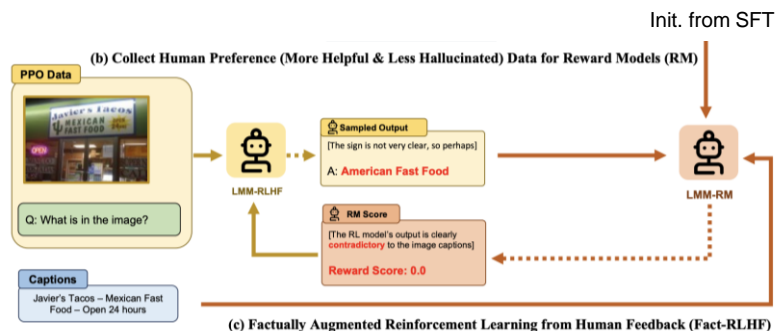 Init. from SFT
(b) Collect Human Preference (More Helpful & Less Hallucinated) Data for Reward Models (RM)
PPO Data
Javier's Tacos
MEXICAN
FAST FOOD
OPEN
Q: What is in the image?
LMM-RLHF
Sampled Output
[The sign is not very clear, so perhaps]
A: American Fast Food
RM Score
[The RL model's output is clearly
contradictory to the image captions]
Reward Score: 0.0
LMM-RM
Captions
Javier's Tacos – Mexican Fast
Food – Open 24 hours
(c) Factually Augmented Reinforcement Learning from Human Feedback (Fact-RLHF)